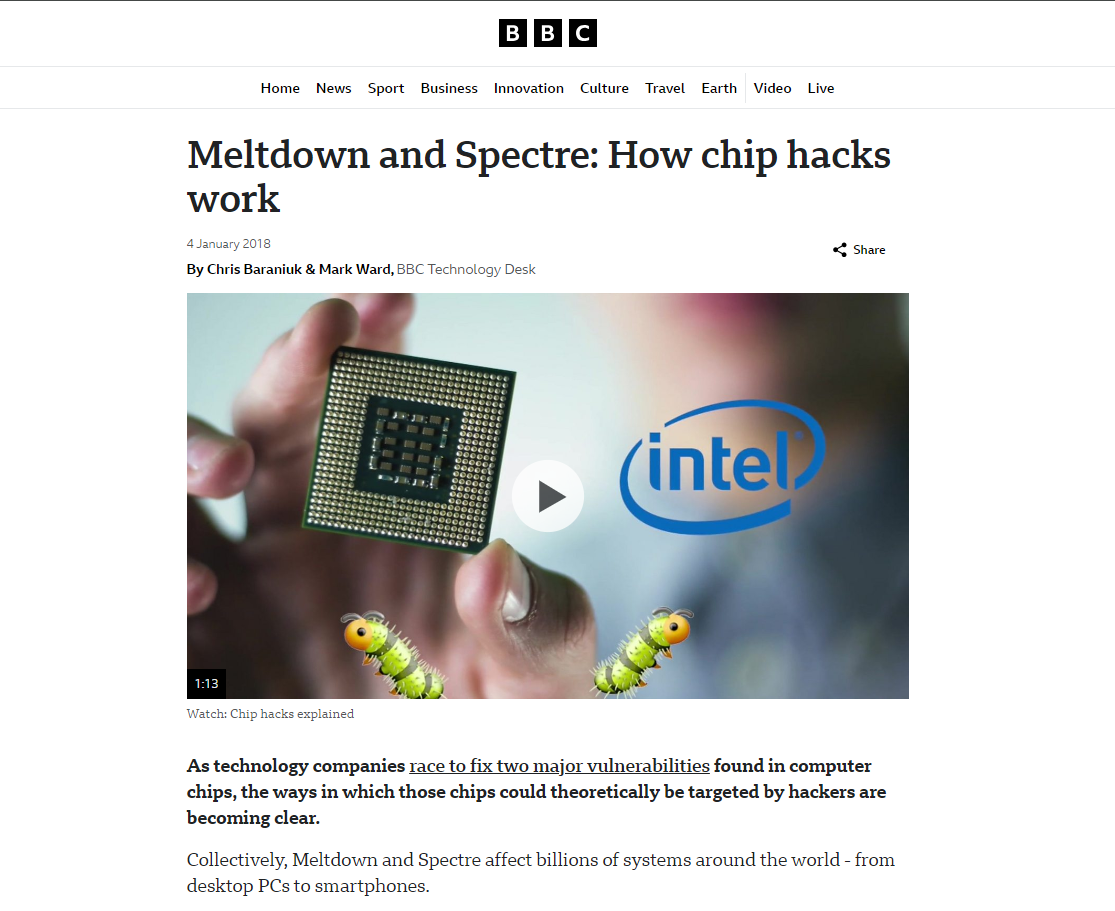 BBC
Home News Sport Business Innovation Culture Travel Earth Video Live
Meltdown and Spectre: How chip hacks
work
4 January 2018
Share
By Chris Baraniuk & Mark Ward, BBC Technology Desk
intel
1:13
Watch: Chip hacks explained
As technology companies race to fix two major vulnerabilities found in computer
chips, the ways in which those chips could theoretically be targeted by hackers are
becoming clear.
Collectively, Meltdown and Spectre affect billions of systems around the world - from
desktop PCs to smartphones.